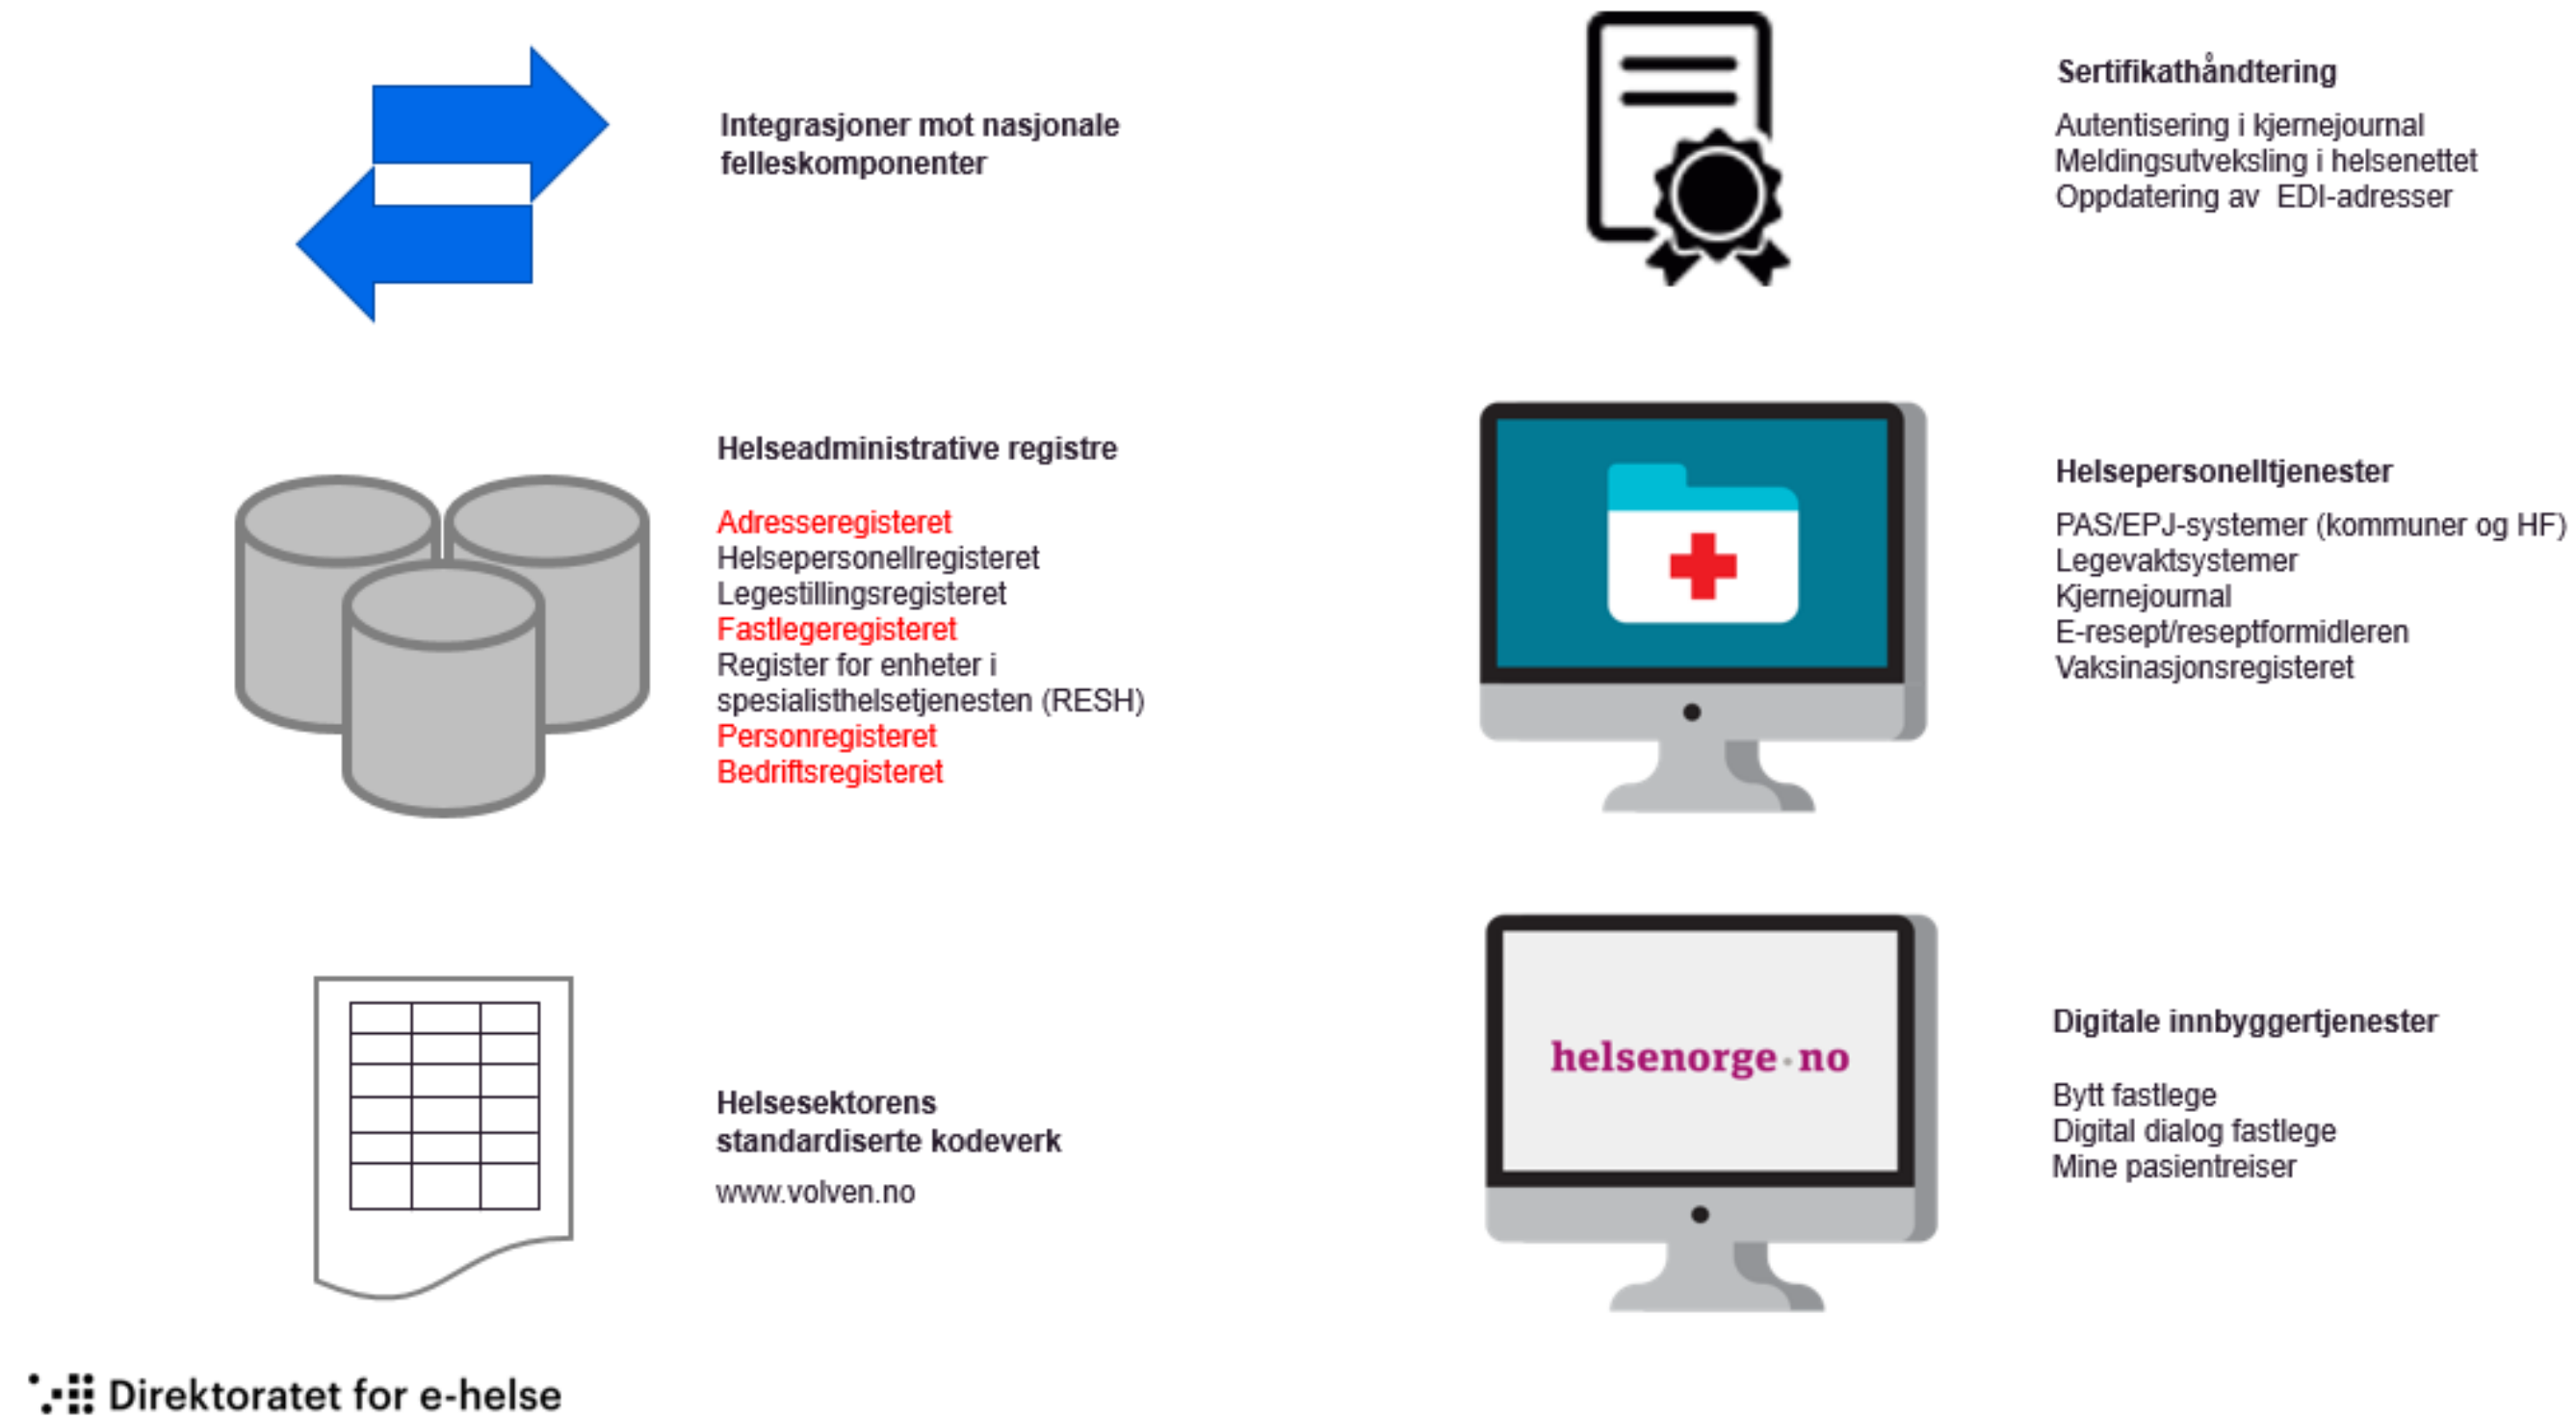 Integrasjoner mot nasjonale
felleskomponenter
Sertifikathåndtering
Autentisering i kjernejournal
Meldingsutveksling i helsenettet
Oppdatering av  EDI-adresser
Helseadministrative registre
Adresseregisteret
Helsepersonellregisteret
Legestillingsregisteret
Fastlegeregisteret
Register for enheter i
spesialisthelsetjenesten (RESH)
Personregisteret
Bedriftsregisteret
Helsepersonelltjenester
PAS/EPJ-systemer (kommuner og HF)
Legevaktsystemer
Kjernejournal
E-resept/reseptformidleren
Vaksinasjonsregisteret
Helsesektorens
standardiserte kodeverk
www.volven.no
helsenorge.no
Digitale innbyggertjenester
Bytt fastlege
Digital dialog fastlege
Mine pasientreiser
Direktoratet for e-helse